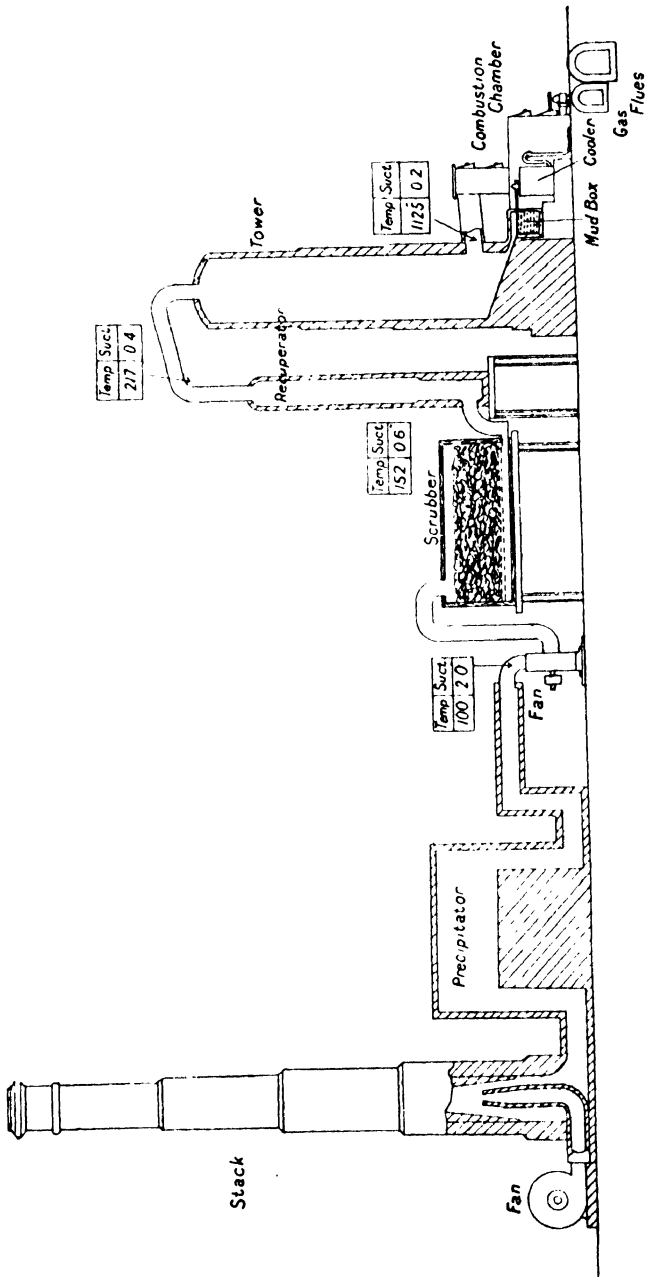 Stack
Fan
Precipitator
Temp Suct.
100 2.0
Fan
Scrubber
Temp Suct.
152 0.6
Recuperator
Temp Suct.
217 0.4
Tower
Temp Suct.
1125 0.2
Combustion
Chamber
Mud Box
Cooler
Gas
Flues